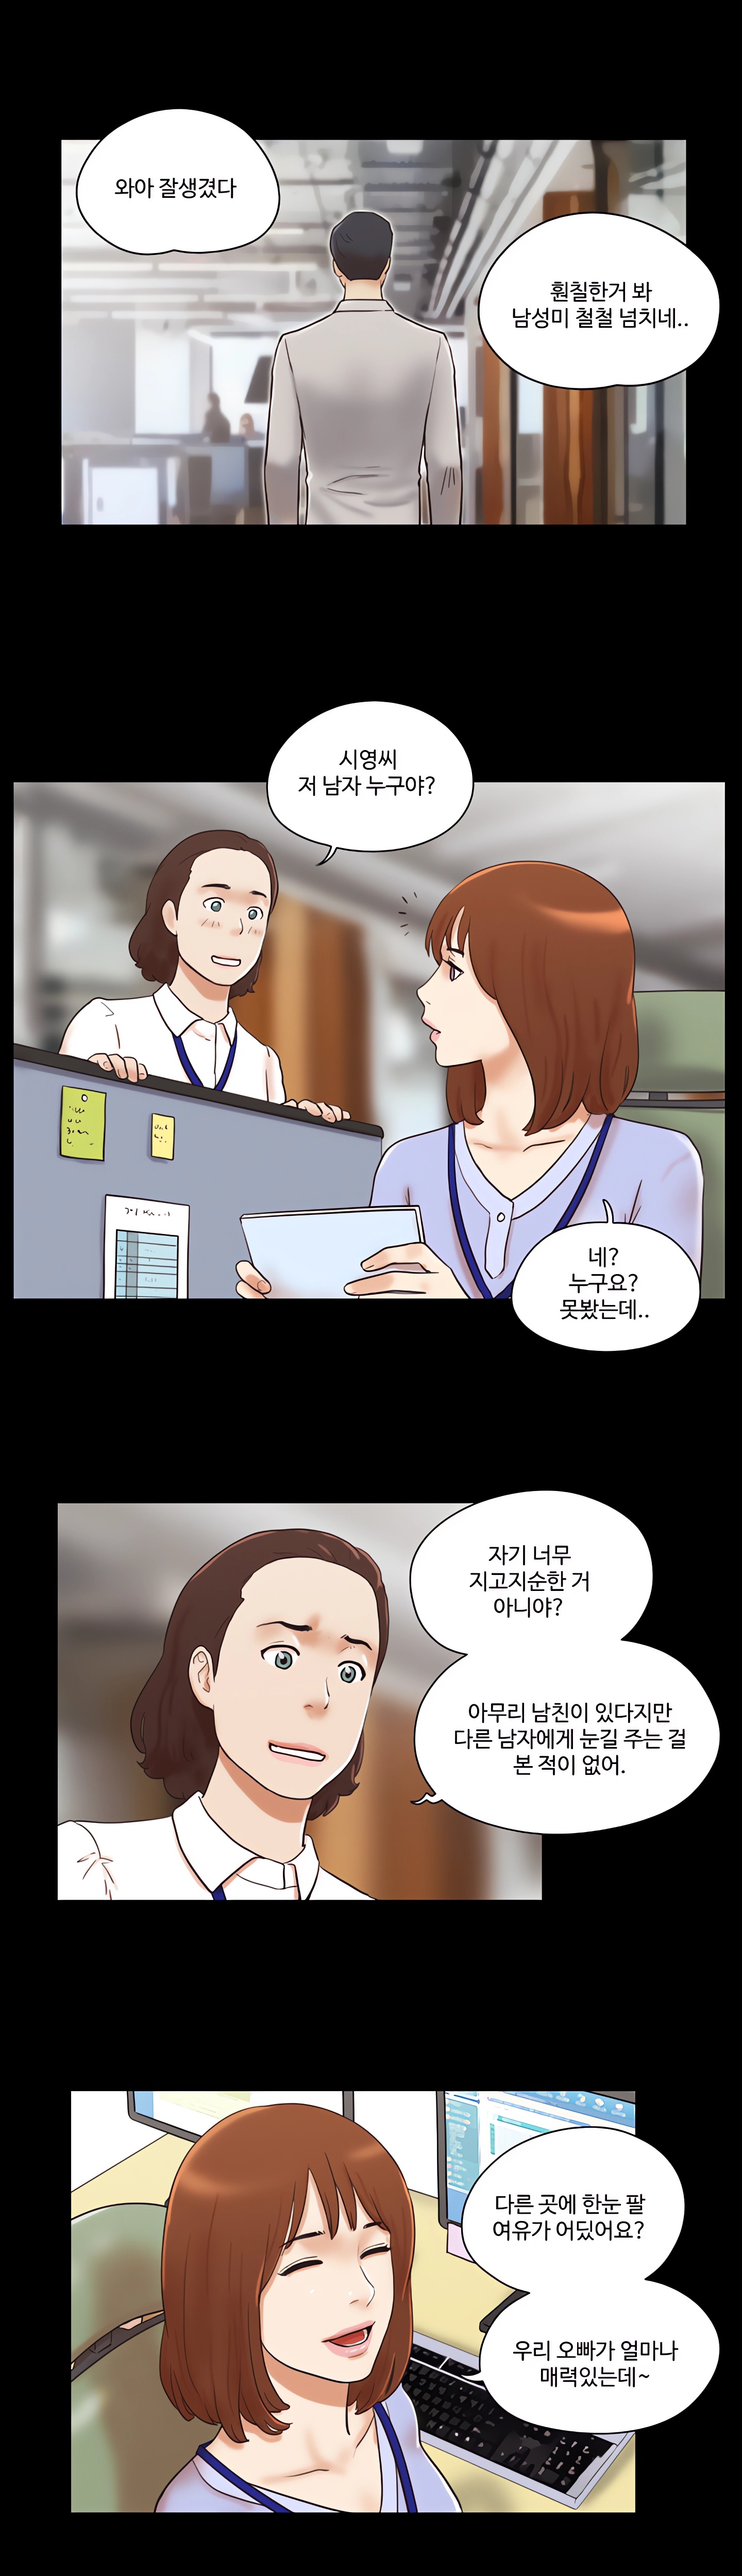 와아 잘생겼다
훤칠한거 봐
남성미 철철 넘치네..
시영씨
저 남자 누구야?
네?
누구요?
못봤는데..
자기 너무
지고지순한 거
아니야?
아무리 남친이 있다지만
다른 남자에게 눈길 주는 걸
본 적이 없어.
다른 곳에 한눈 팔
여유가 어딨어요?
우리 오빠가 얼마나
매력있는데~